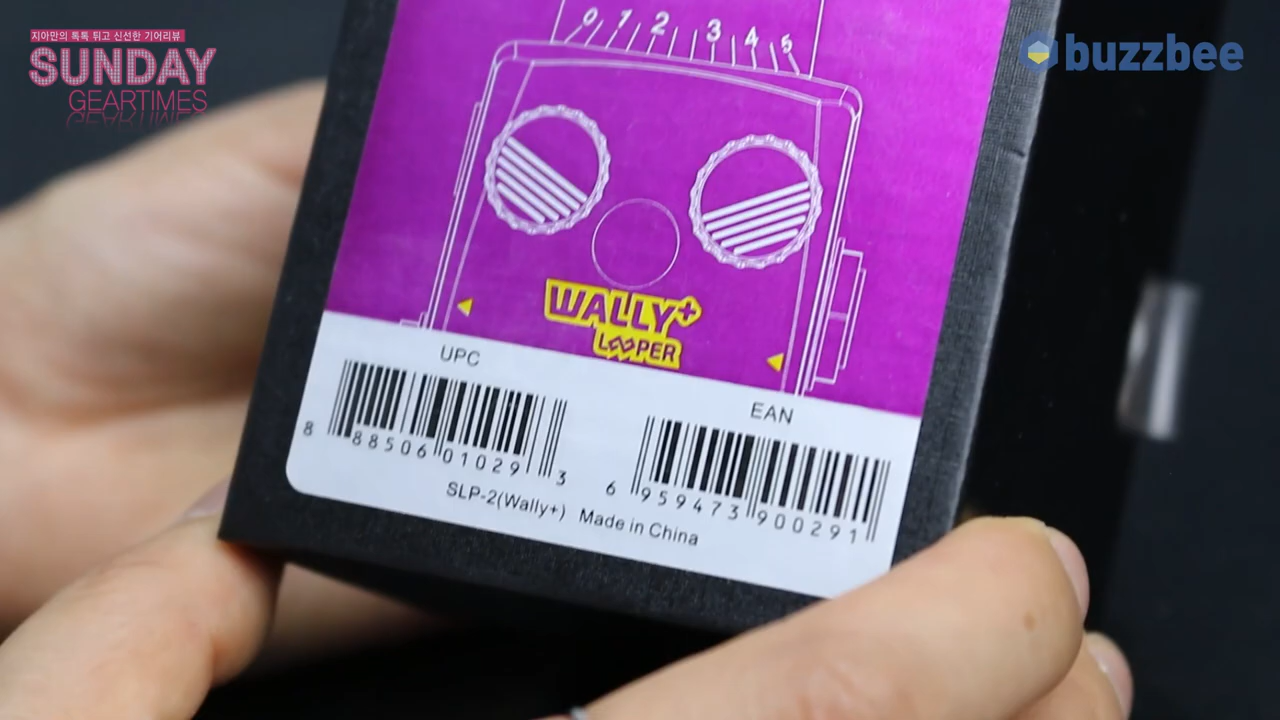 지아만의 톡톡 튀고 신선한 기어리뷰
SUNDAY
GEARTIMES
buzzbee
0 1 2 3 4 5
WALLY+
LOOPER
UPC
EAN
8 88506 01029 3
6 959473 900291
SLP-2(Wally+) Made in China